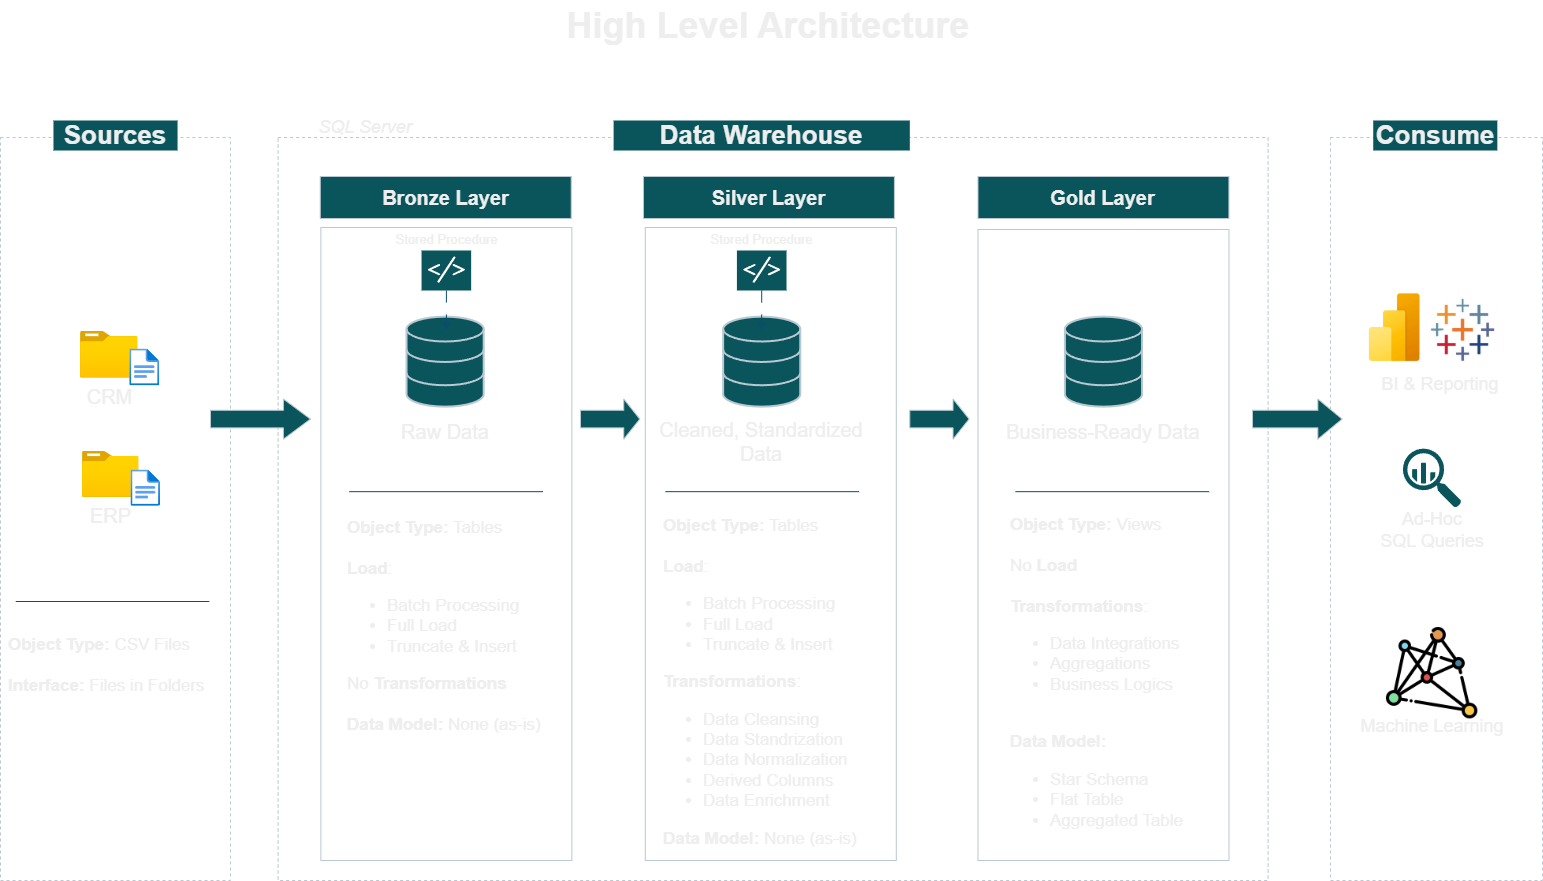 High Level Architecture
Sources
SQL Server
Data Warehouse
Consume
Bronze Layer
Silver Layer
Gold Layer
Stored Procedure
</>
Raw Data
Stored Procedure
</>
Cleaned, Standardized
Data
Business-Ready Data
CRM
ERP
Object Type: CSV Files
Interface: Files in Folders
Object Type: Tables
Load:
• Batch Processing
• Full Load
• Truncate & Insert
No Transformations
Data Model: None (as-is)
Object Type: Tables
Load:
• Batch Processing
• Full Load
• Truncate & Insert
Transformations:
• Data Cleansing
• Data Standrization
• Data Normalization
• Derived Columns
• Data Enrichment
Data Model: None (as-is)
Object Type: Views
No Load
Transformations:
• Data Integrations
• Aggregations
• Business Logics
Data Model:
• Star Schema
• Flat Table
• Aggregated Table
BI & Reporting
Ad-Hoc
SQL Queries
Machine Learning